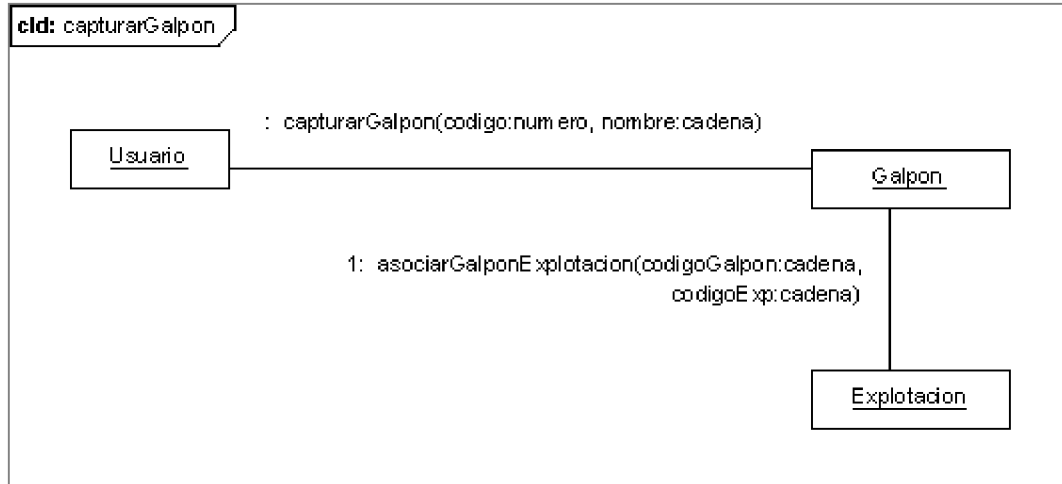 cld: capturarGalpon
: capturarGalpon(codigo:numero, nombre:cadena)
Usuario
Galpon
1: asociarGalponExplotacion(codigoGalpon:cadena,
codigoExp:cadena)
Explotacion